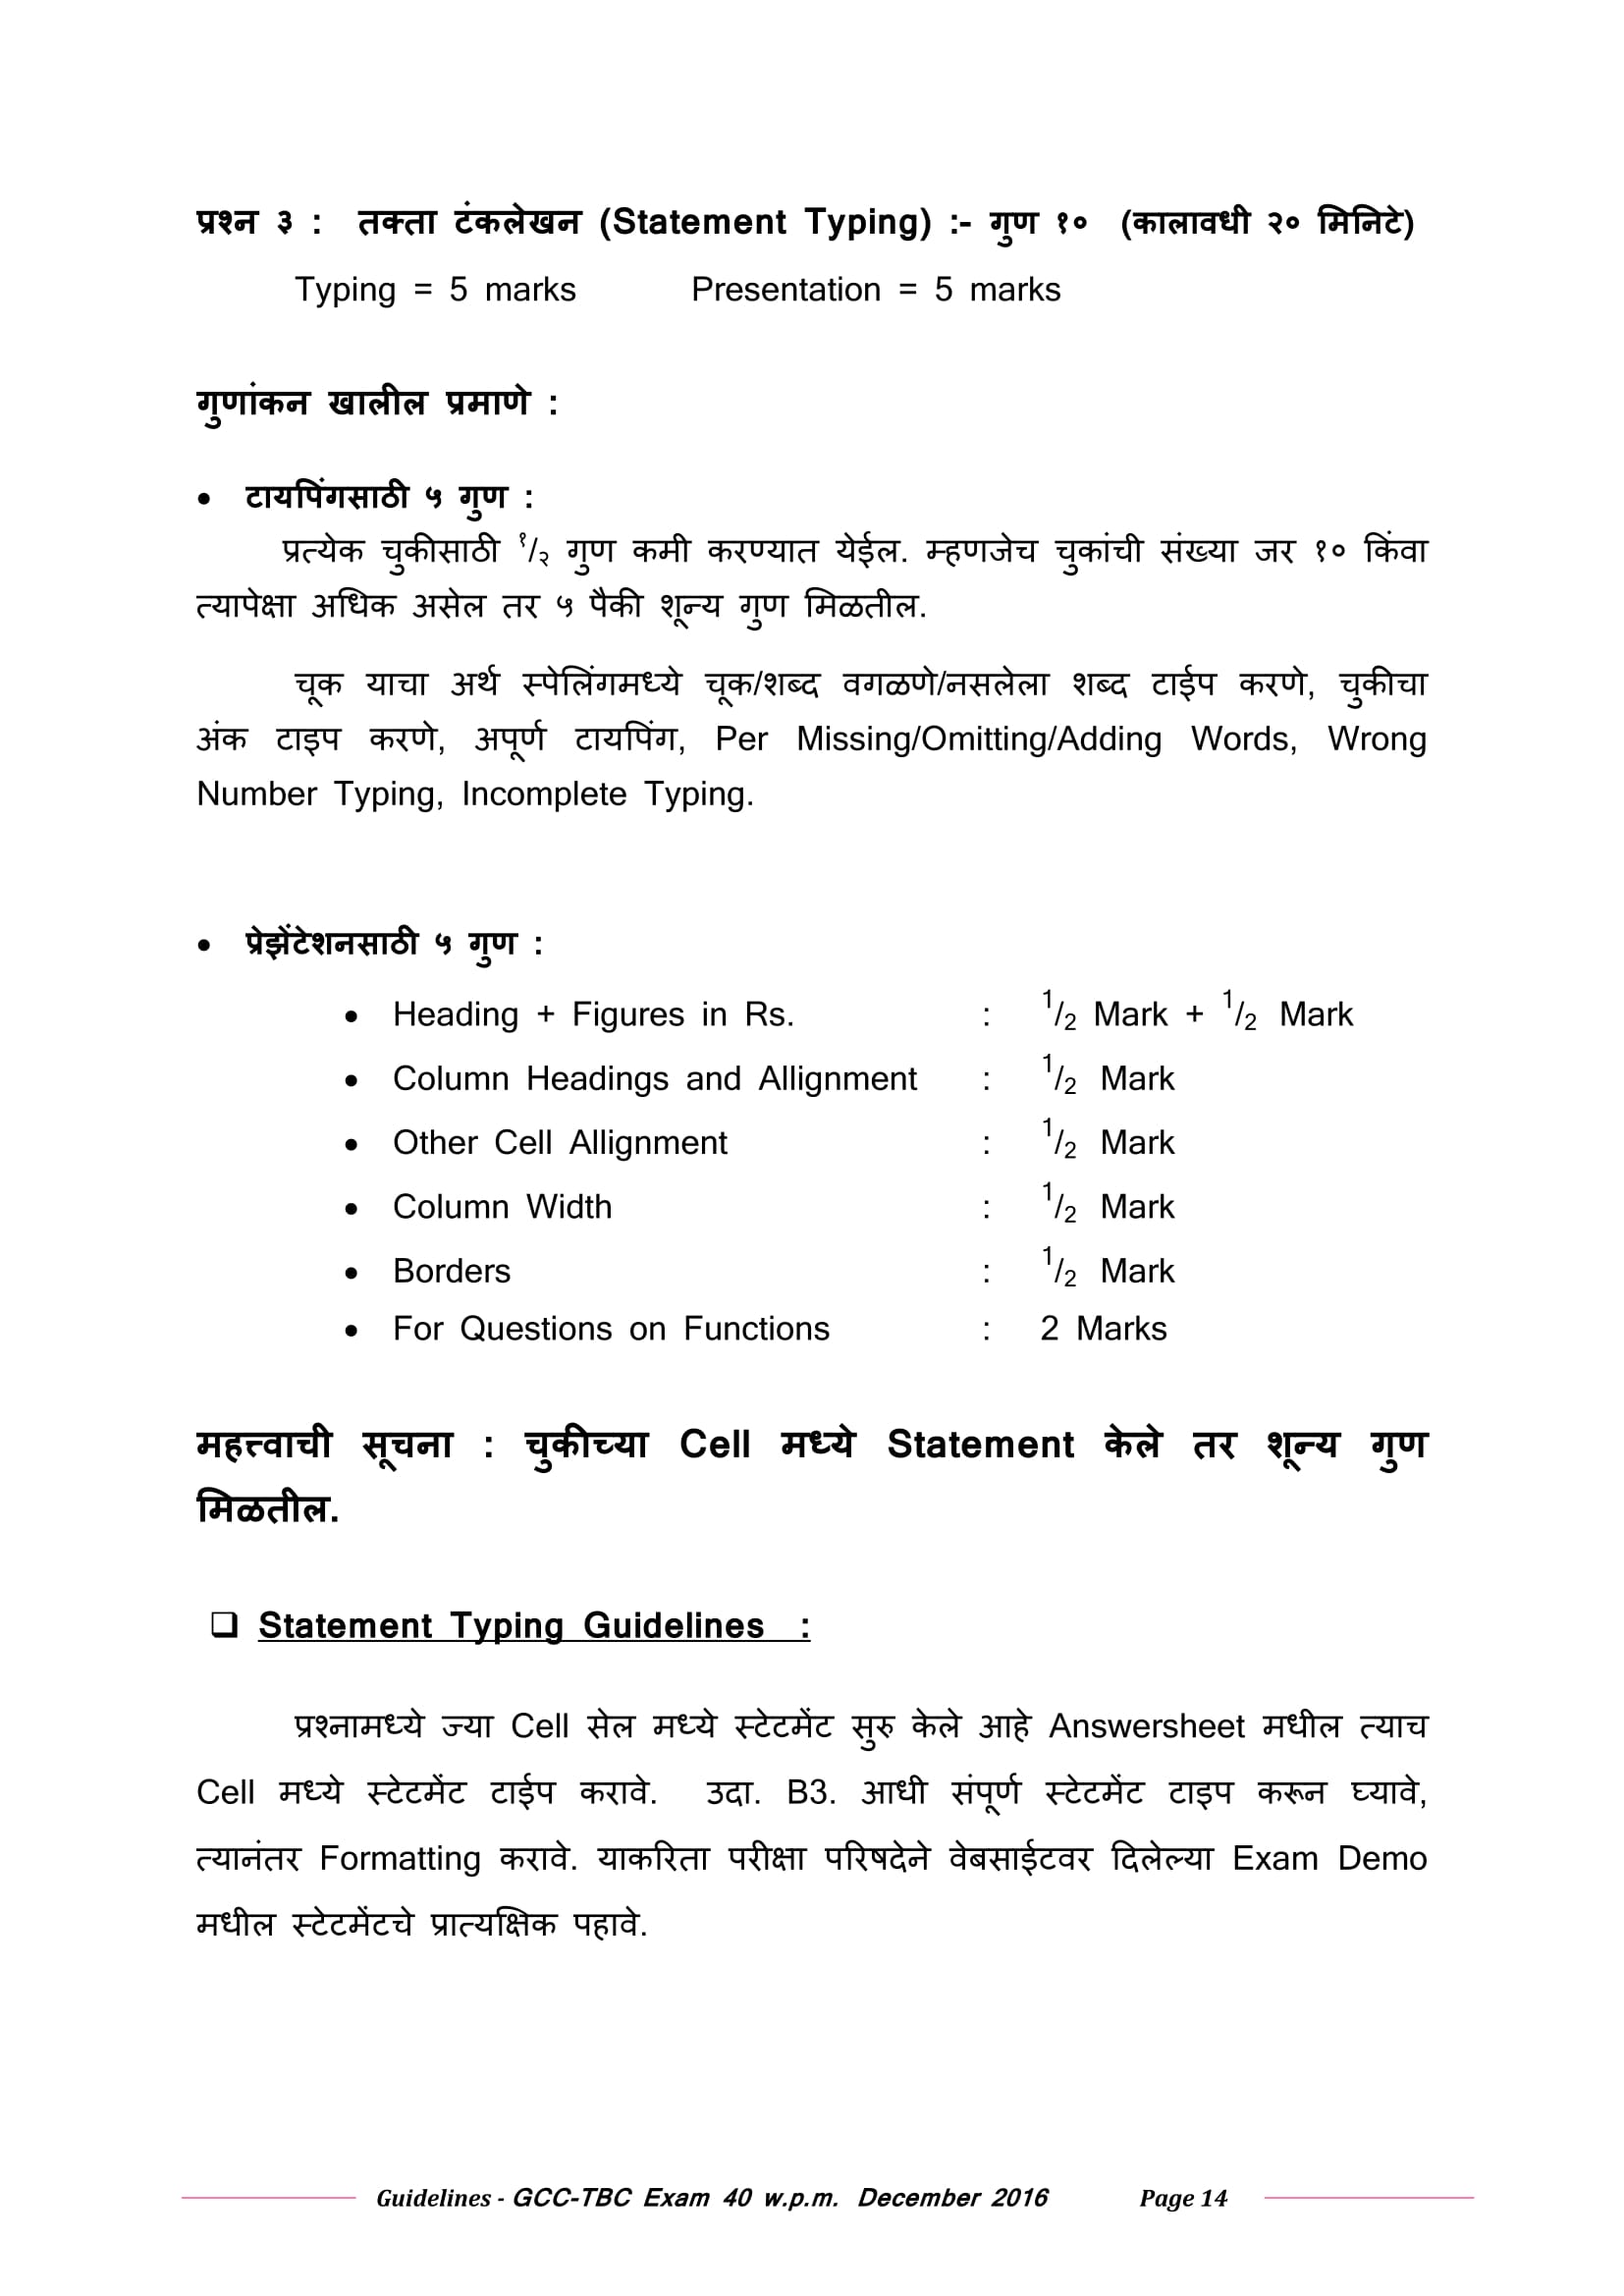 प्रश्न ३ : तक्ता टंकलेखन (Statement Typing) :- गुण १० (कालावधी २० मिनिटे)
Typing = 5 marks Presentation = 5 marks
गुणांकन खालील प्रमाणे :
• टायपिंगसाठी ५ गुण :
प्रत्येक चुकीसाठी १/२ गुण कमी करण्यात येईल. म्हणजेच चुकांची संख्या जर १० किंवा
त्यापेक्षा अधिक असेल तर ५ पैकी शून्य गुण मिळतील.
चूक याचा अर्थ स्पेलिंगमध्ये चूक/शब्द वगळणे/नसलेला शब्द टाईप करणे, चुकीचा
अंक टाइप करणे, अपूर्ण टायपिंग, Per Missing/Omitting/Adding Words, Wrong
Number Typing, Incomplete Typing.
• प्रेझेंटेशनसाठी ५ गुण :
• Heading + Figures in Rs. : 1/2 Mark + 1/2 Mark
• Column Headings and Allignment : 1/2 Mark
• Other Cell Allignment : 1/2 Mark
• Column Width : 1/2 Mark
• Borders : 1/2 Mark
• For Questions on Functions : 2 Marks
महत्त्वाची सूचना : चुकीच्या Cell मध्ये Statement केले तर शून्य गुण
मिळतील.
❑ Statement Typing Guidelines :
प्रश्नामध्ये ज्या Cell सेल मध्ये स्टेटमेंट सुरु केले आहे Answersheet मधील त्याच
Cell मध्ये स्टेटमेंट टाईप करावे. उदा. B3. आधी संपूर्ण स्टेटमेंट टाइप करून घ्यावे,
त्यानंतर Formatting करावे. याकरिता परीक्षा परिषदेने वेबसाईटवर दिलेल्या Exam Demo
मधील स्टेटमेंटचे प्रात्यक्षिक पहावे.
Guidelines - GCC-TBC Exam 40 w.p.m. December 2016 Page 14